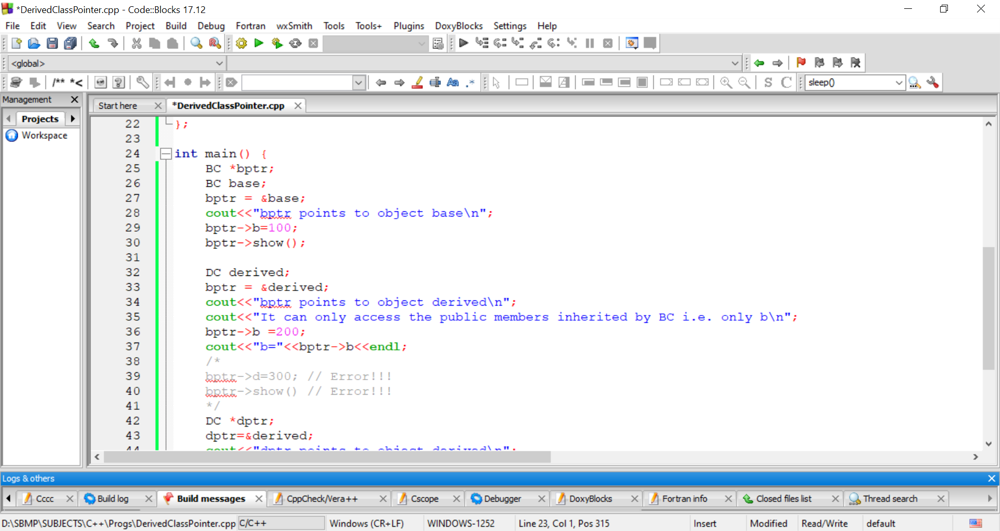 *DerivedClassPointer.cpp - Code::Blocks 17.12
File Edit View Search Project Build Debug Fortran wxSmith Tools Tools+ Plugins DoxyBlocks Settings Help
<global>
/** *< sleep()
Management
Start here *DerivedClassPointer.cpp
Projects
Workspace
22 };
23
24 int main() {
25 BC *bptr;
26 BC base;
27 bptr = &base;
28 cout<<"bptr points to object base\n";
29 bptr->b=100;
30 bptr->show();
31
32 DC derived;
33 bptr = &derived;
34 cout<<"bptr points to object derived\n";
35 cout<<"It can only access the public members inherited by BC i.e. only b\n";
36 bptr->b =200;
37 cout<<"b="<<bptr->b<<endl;
38 /*
39 bptr->d=300; // Error!!!
40 bptr->show() // Error!!!
41 */
42 DC *dptr;
43 dptr=&derived;
44 cout<<"dptr points to object derived\n";
Logs & others
Cccc Build log Build messages CppCheck/Vera++ Cscope Debugger DoxyBlocks Fortran info Closed files list Thread search
D:\SBMP\SUBJECTS\C++\Progs\DerivedClassPointer.cpp C/C++ Windows (CR+LF) WINDOWS-1252 Line 23, Col 1, Pos 315 Insert Modified Read/Write default